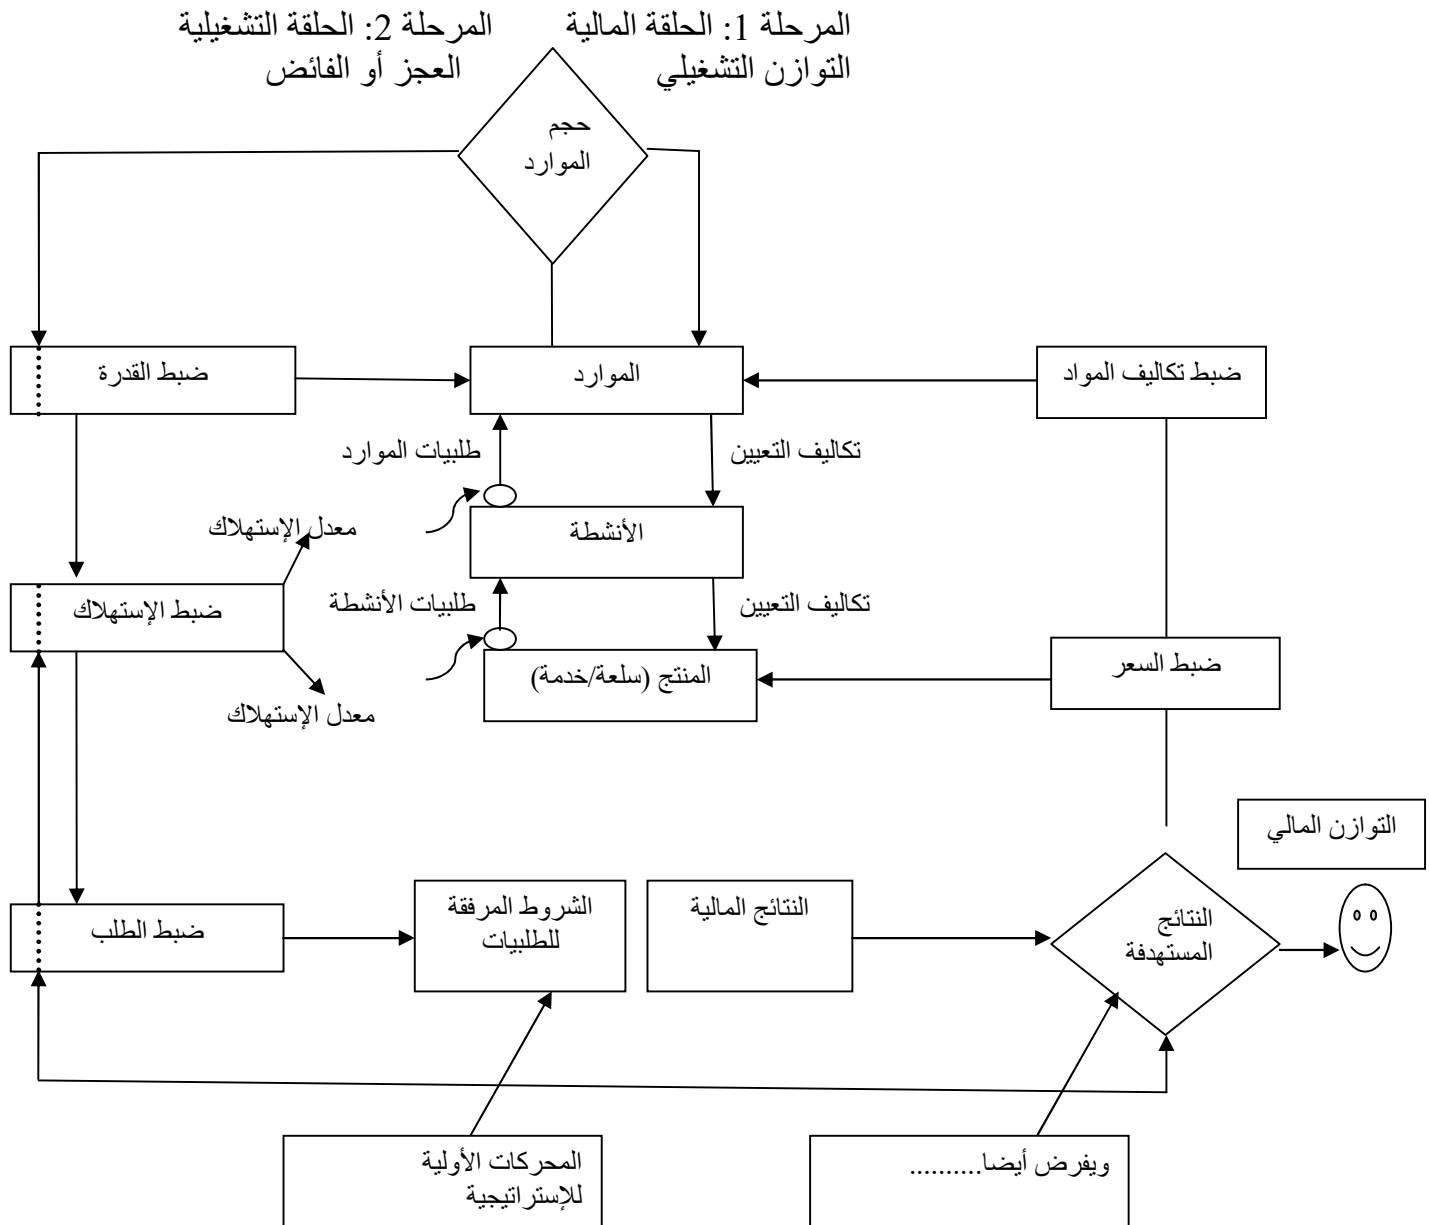 المرحلة 1: الحلقة المالية
التوازن التشغيلي
المرحلة 2: الحلقة التشغيلية
العجز أو الفائض
حجم
الموارد
ضبط تكاليف المواد
الموارد
ضبط القدرة
تكاليف التعيين
طلبيات الموارد
الأنشطة
معدل الإستهلاك
تكاليف التعيين
طلبيات الأنشطة
ضبط الإستهلاك
ضبط السعر
المنتج (سلعة/خدمة)
معدل الإستهلاك
التوازن المالي
النتائج
المستهدفة
النتائج المالية
الشروط المرفقة
للطلبيات
ضبط الطلب
ويفرض أيضا..........
المحركات الأولية
للإستراتيجية